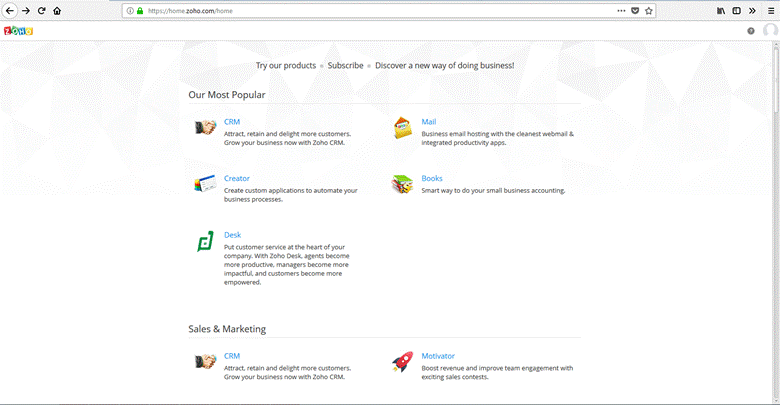 https://home.zoho.com/home
ZOHO
Try our products » Subscribe » Discover a new way of doing business!
Our Most Popular
CRM
Attract, retain and delight more customers.
Grow your business now with Zoho CRM.
Mail
Business email hosting with the cleanest webmail &
integrated productivity apps.
Creator
Create custom applications to automate your
business processes.
Books
Smart way to do your small business accounting.
Desk
Put customer service at the heart of your
company. With Zoho Desk, agents become
more productive, managers become more
impactful, and customers become more
empowered.
Sales & Marketing
CRM
Attract, retain and delight more customers.
Grow your business now with Zoho CRM.
Motivator
Boost revenue and improve team engagement with
exciting sales contests.